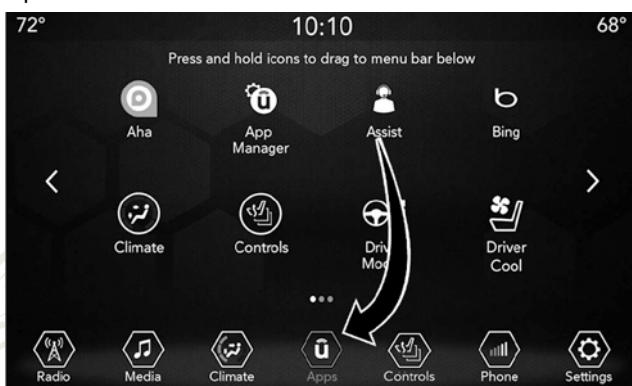 72°
10:10
68°
Press and hold icons to drag to menu bar below
Aha
App
Manager
Assist
Bing
Climate
Controls
Driver
Cool
Radio
Media
Climate
Apps
Controls
Phone
Settings